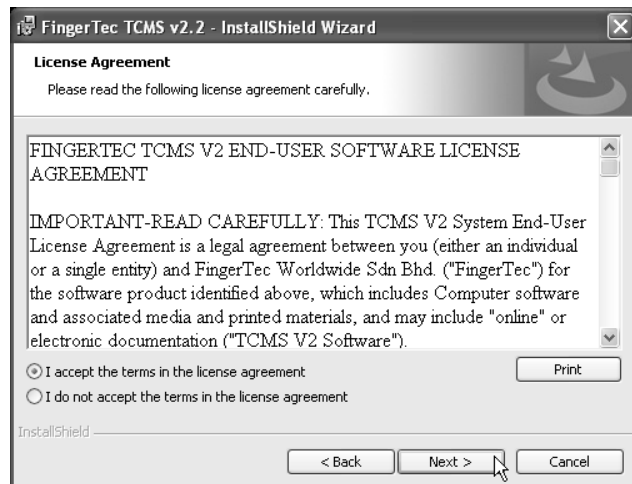 FingerTec TCMS v2.2 - InstallShield Wizard
License Agreement
Please read the following license agreement carefully.
FINGERTEC TCMS V2 END-USER SOFTWARE LICENSE
AGREEMENT
IMPORTANT-READ CAREFULLY: This TCMS V2 System End-User
License Agreement is a legal agreement between you (either an individual
or a single entity) and FingerTec Worldwide Sdn Bhd. ("FingerTec") for
the software product identified above, which includes Computer software
and associated media and printed materials, and may include "online" or
electronic documentation ("TCMS V2 Software").
I accept the terms in the license agreement
Print
I do not accept the terms in the license agreement
InstallShield
< Back
Next >
Cancel